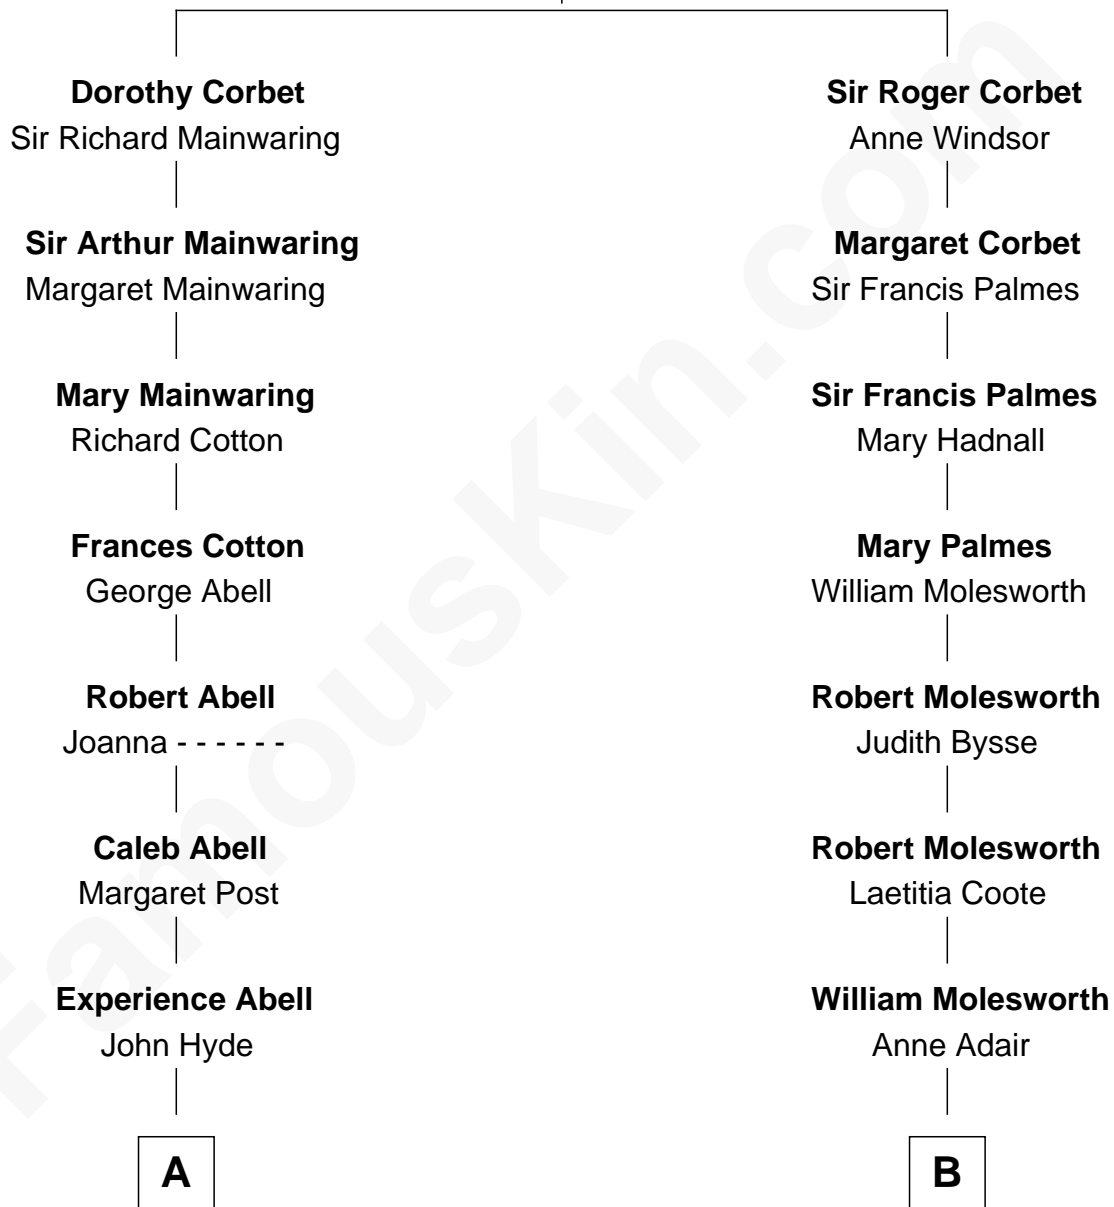 Dorothy Corbet
Sir Richard Mainwaring
Sir Arthur Mainwaring
Margaret Mainwaring
Mary Mainwaring
Richard Cotton
Frances Cotton
George Abell
Robert Abell
Joanna - - - - - -
Caleb Abell
Margaret Post
Experience Abell
John Hyde
A
Sir Roger Corbet
Anne Windsor
Margaret Corbet
Sir Francis Palmes
Sir Francis Palmes
Mary Hadnall
Mary Palmes
William Molesworth
Robert Molesworth
Judith Bysse
Robert Molesworth
Laetitia Coote
William Molesworth
Anne Adair
B
FamousKin.com